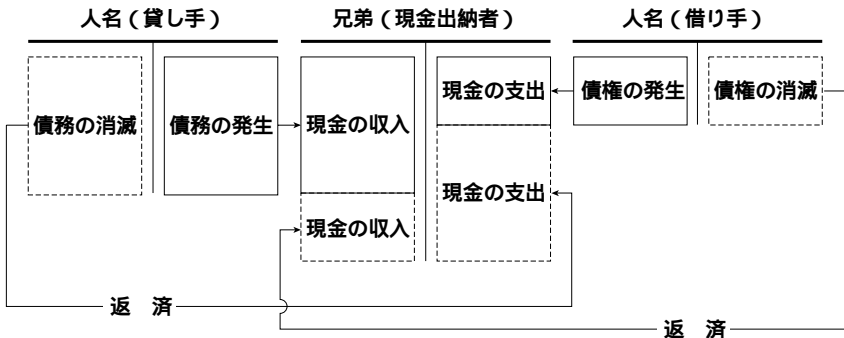 人名（貸し手）
兄弟（現金出納者）
人名（借り手）
債務の消滅
債務の発生
現金の収入
現金の支出
債権の発生
債権の消滅
現金の収入
現金の支出
返　済
返　済